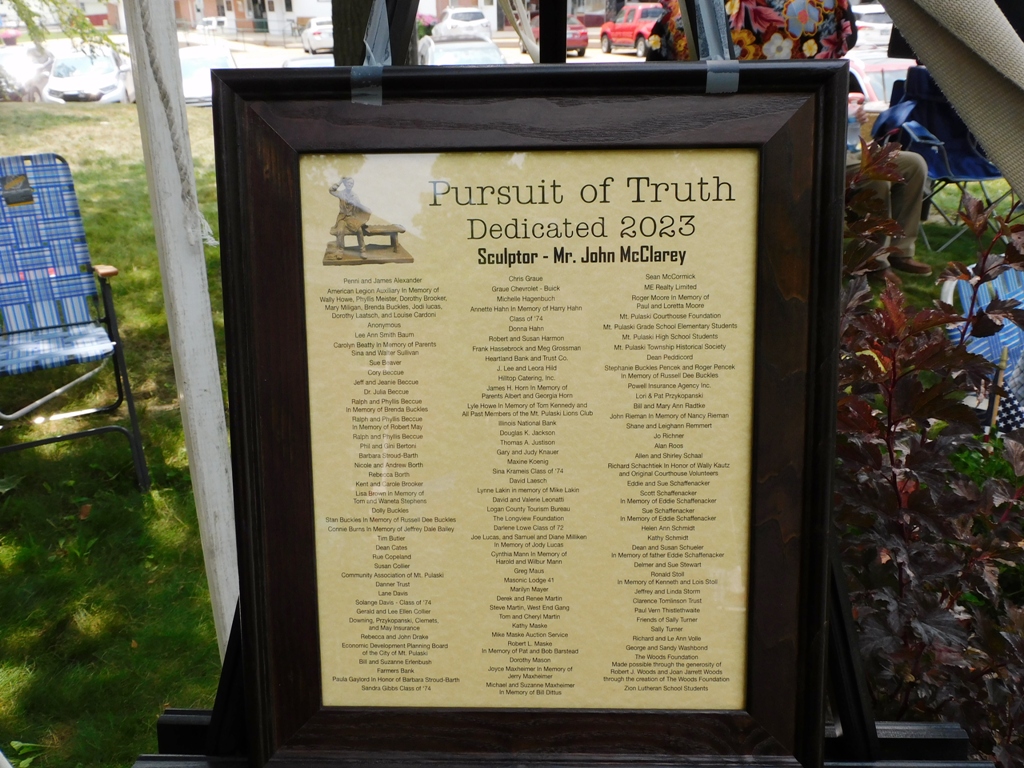 Pursuit of Truth
Dedicated 2023
Sculptor - Mr. John McClarey
Penni and James Alexander
American Legion Auxiliary In Memory of
Wally Howe, Phyllis Meister, Dorothy Brooker,
Mary Milligan, Brenda Buckles, Jodi lucas,
Dorothy Laatsch, and Louise Cardoni
Anonymous
Lee Ann Smith Baum
Carolyn Beatty In Memory of Parents
Sina and Walter Sullivan
Sue Beaver
Cory Beccue
Jeff and Jeanie Beccue
Dr. Julia Beccue
Ralph and Phyllis Beccue
In Memory of Brenda Buckles
Ralph and Phyllis Beccue
In Memory of Robert May
Ralph and Phyllis Beccue
Phil and Gini Bertoni
Barbara Stroud-Barth
Nicole and Andrew Borth
Rebecca Borth
Kent and Carole Brooker
Lisa Brown In Memory of
Tom and Waneta Stephens
Dolly Buckles
Stan Buckles In Memory of Russell Dee Buckles
Connie Burns In Memory of Jeffrey Dale Bailey
Tim Butler
Dean Cates
Rue Copeland
Susan Collier
Community Association of Mt. Pulaski
Danner Trust
Lane Davis
Solange Davis - Class of '74
Gerald and Lee Ellen Collier
Downing, Przykopanski, Clements,
and May Insurance
Rebecca and John Drake
Economic Development Planning Board
of the City of Mt. Pulaski
Bill and Suzanne Erlenbush
Farmers Bank
Paula Gaylord In Honor of Barbara Stroud-Barth
Sandra Gibbs Class of '74
Chris Graue
Graue Chevrolet - Buick
Michelle Hagenbuch
Annette Hahn In Memory of Harry Hahn
Class of '74
Donna Hahn
Robert and Susan Harmon
Frank Hassebrock and Meg Grossman
Heartland Bank and Trust Co.
J. Lee and Leora Hild
Hilltop Catering, Inc.
James H. Horn In Memory of
Parents Albert and Georgia Horn
Lyle Howe In Memory of Tom Kennedy and
All Past Members of the Mt. Pulaski Lions Club
Illinois National Bank
Douglas K. Jackson
Thomas A. Justison
Gary and Judy Knauer
Maxine Koenig
Sina Krameis Class of '74
David Laesch
Lynne Lakin in memory of Mike Lakin
David and Valerie Leonatti
Logan County Tourism Bureau
The Longview Foundation
Darlene Lowe Class of '72
Joe Lucas, and Samuel and Diane Milliken
In Memory of Jody Lucas
Cynthia Mann In Memory of
Harold and Wilbur Mann
Greg Maus
Masonic Lodge 41
Marilyn Mayer
Derek and Renee Martin
Steve Martin, West End Gang
Tom and Cheryl Martin
Kathy Maske
Mike Maske Auction Service
Robert L. Maske
In Memory of Pat and Bob Barstead
Dorothy Mason
Joyce Maxheimer In Memory of
Jerry Maxheimer
Michael and Suzanne Maxheimer
In Memory of Bill Dittus
Sean McCormick
ME Realty Limited
Roger Moore In Memory of
Paul and Loretta Moore
Mt. Pulaski Courthouse Foundation
Mt. Pulaski Grade School Elementary Students
Mt. Pulaski High School Students
Mt. Pulaski Township Historical Society
Dean Peddicord
Stephanie Buckles Pencek and Roger Pencek
In Memory of Russell Dee Buckles
Powell Insurance Agency Inc.
Lori & Pat Przykopanski
Bill and Mary Ann Radtke
John Rieman In Memory of Nancy Rieman
Shane and Leighann Remmert
Jo Richner
Alan Roos
Allen and Shirley Schaal
Richard Schachtiek In Honor of Wally Kautz
and Original Courthouse Volunteers
Eddie and Sue Schaffenacker
Scott Schaffenacker
In Memory of Eddie Schaffenacker
Sue Schaffenacker
In Memory of Eddie Schaffenacker
Helen Ann Schmidt
Kathy Schmidt
Dean and Susan Schueler
In Memory of father Eddie Schaffenacker
Delmer and Sue Stewart
Ronald Stoll
In Memory of Kenneth and Lois Stoll
Jeffrey and Linda Storm
Clarence Tomlinson Trust
Paul Vern Thistlethwaite
Friends of Sally Turner
Sally Turner
Richard and Le Ann Volle
George and Sandy Washbond
The Woods Foundation
Made possible through the generosity of
Robert J. Woods and Joan Jarrett Woods
through the creation of The Woods Foundation
Zion Lutheran School Students